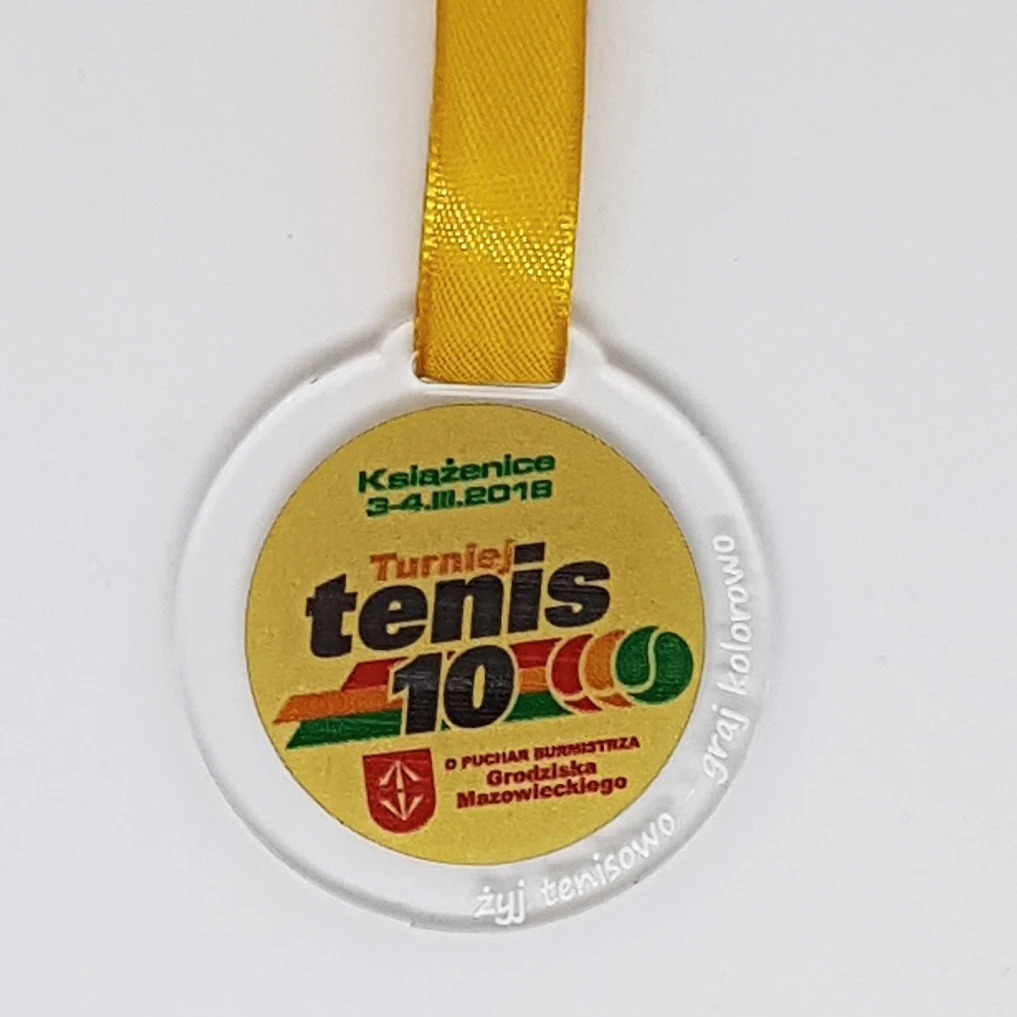 Książenice
3-4.III.2018
Turniej
tenis
10
O PUCHAR BURMISTRZA
Grodziska
Mazowieckiego
żyj tenisowo - graj kolorowo